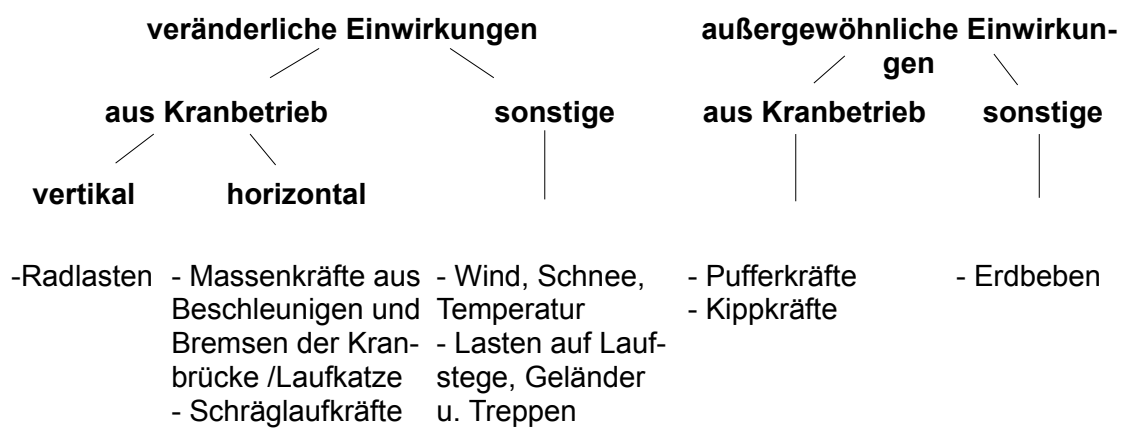 veränderliche Einwirkungen
außergewöhnliche Einwirkun-
gen
aus Kranbetrieb
sonstige
aus Kranbetrieb
sonstige
vertikal
horizontal
-Radlasten
- Massenkräfte aus
Beschleunigen und
Bremsen der Kran-
brücke /Laufkatze
- Schräglaufkräfte
- Wind, Schnee,
Temperatur
- Lasten auf Lauf-
stege, Geländer
u. Treppen
- Pufferkräfte
- Kippkräfte
- Erdbeben